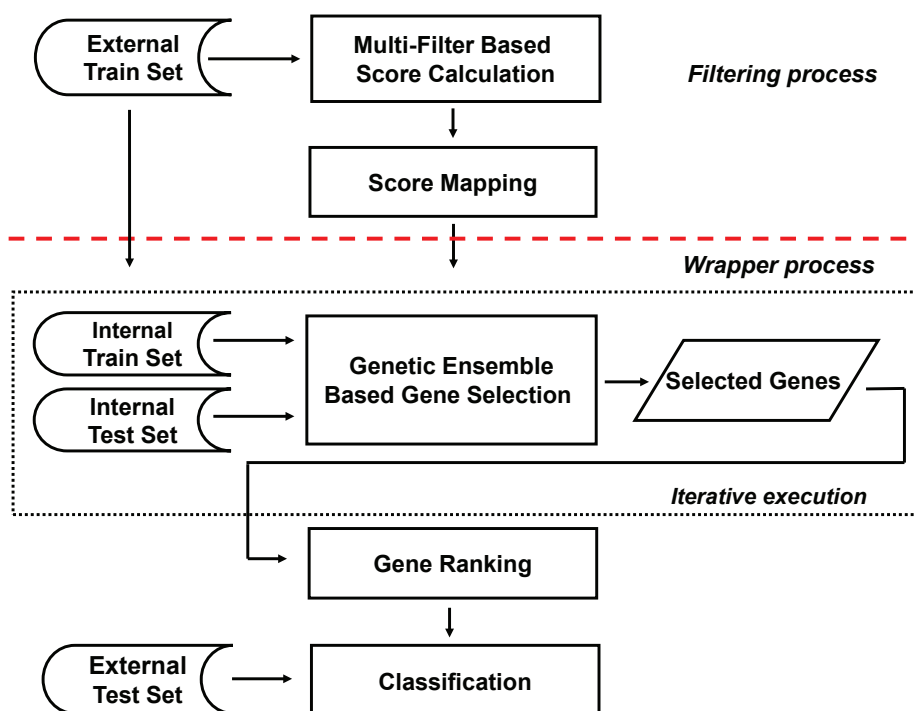 External
Train Set
Multi-Filter Based
Score Calculation
Filtering process
Score Mapping
Wrapper process
Internal
Train Set
Internal
Test Set
Genetic Ensemble
Based Gene Selection
Selected Genes
Iterative execution
Gene Ranking
External
Test Set
Classification